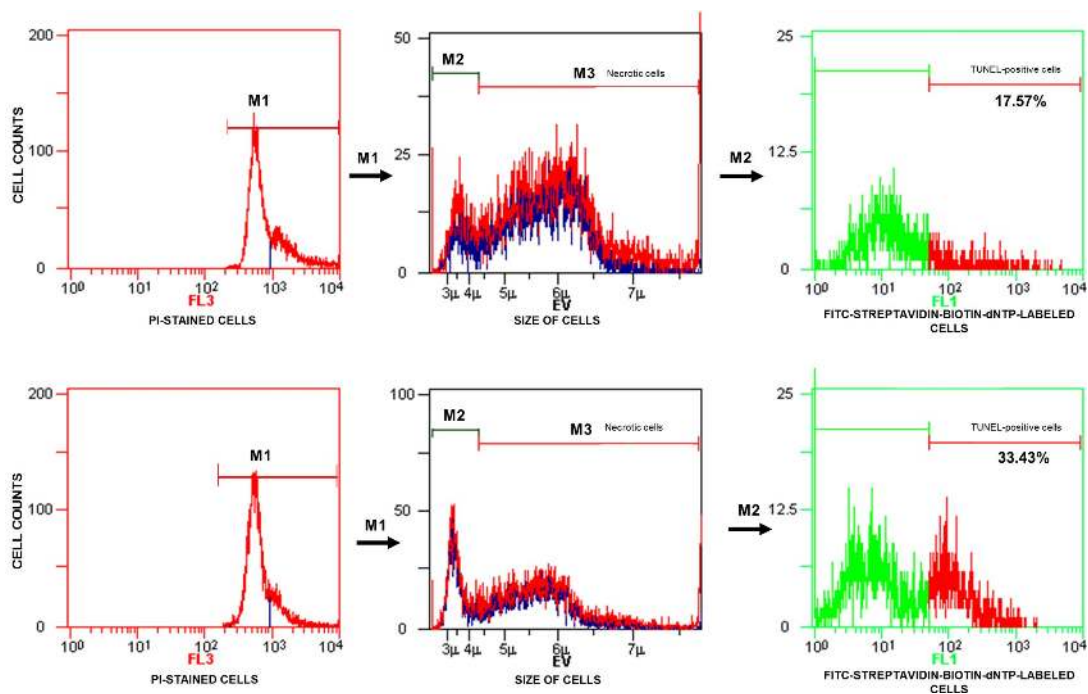 200
100
0
CELL COUNTS
M1
10⁰ 10¹ 10² 10³ 10⁴
FL3
PI-STAINED CELLS
M1
50
25
0
M2
M3 Necrotic cells
3μ 4μ 5μ 6μ 7μ
EV
SIZE OF CELLS
M2
25
12.5
0
TUNEL-positive cells
17.57%
10⁰ 10¹ 10² 10³ 10⁴
FL1
FITC-STREPTAVIDIN-BIOTIN-dNTP-LABELED
CELLS
200
100
0
CELL COUNTS
M1
10⁰ 10¹ 10² 10³ 10⁴
FL3
PI-STAINED CELLS
M1
100
50
0
M2
M3 Necrotic cells
3μ 4μ 5μ 6μ 7μ
EV
SIZE OF CELLS
M2
25
12.5
0
TUNEL-positive cells
33.43%
10⁰ 10¹ 10² 10³ 10⁴
FL1
FITC-STREPTAVIDIN-BIOTIN-dNTP-LABELED
CELLS